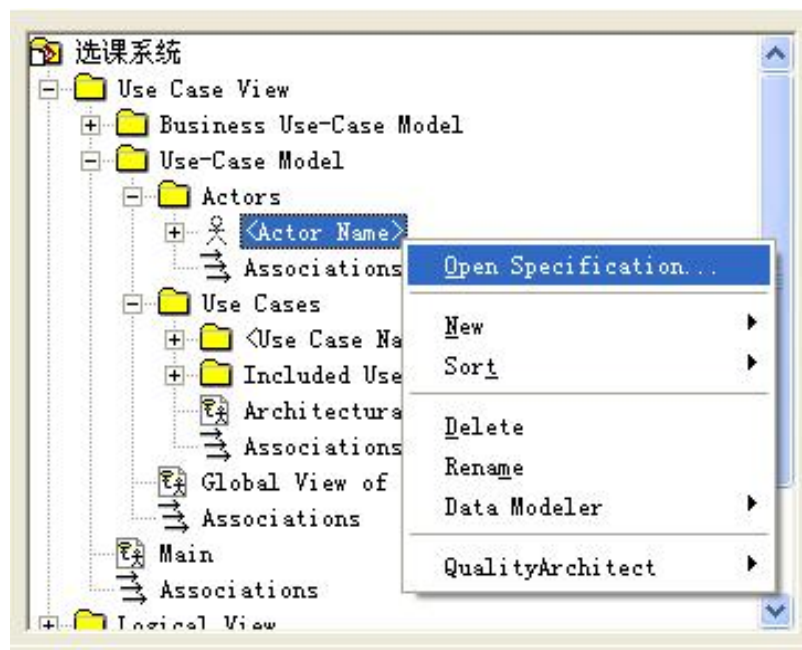 选课系统
Use Case View
Business Use-Case Model
Use-Case Model
Actors
<Actor Name>
Associations
Open Specification...
Use Cases
New
<Use Case Na
Sort
Included Use
Architectura
Delete
Associations
Rename
Global View of
Data Modeler
Associations
Main
QualityArchitect
Associations
Logical View